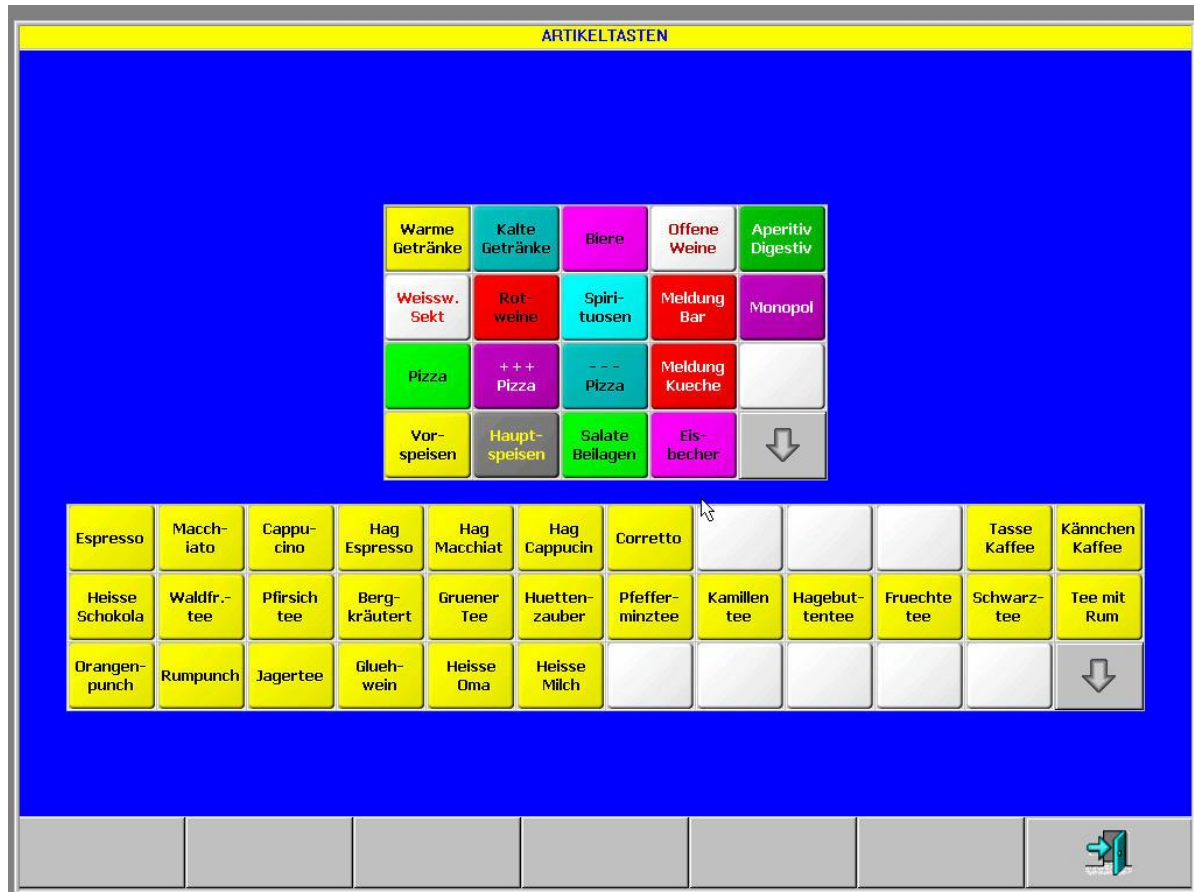 ARTIKELTASTEN
Warme
Getränke
Kalte
Getränke
Biere
Offene
Weine
Aperitiv
Digestiv
Weissw.
Sekt
Rot-
weine
Spiri-
tuosen
Meldung
Bar
Monopol
Pizza
+++
Pizza
---
Pizza
Meldung
Kueche
Vor-
speisen
Haupt-
speisen
Salate
Beilagen
Eis-
becher
Espresso
Macch-
iato
Cappu-
cino
Hag
Espresso
Hag
Macchiat
Hag
Cappucin
Corretto
Tasse
Kaffee
Kännchen
Kaffee
Heisse
Schokola
Waldfr.-
tee
Pfirsich
tee
Berg-
kräutert
Gruener
Tee
Huetten-
zauber
Pfeffer-
minztee
Kamillen
tee
Hagebut-
tentee
Fruechte
tee
Schwarz-
tee
Tee mit
Rum
Orangen-
punch
Rumpunch
Jagertee
Glueh-
wein
Heisse
Oma
Heisse
Milch